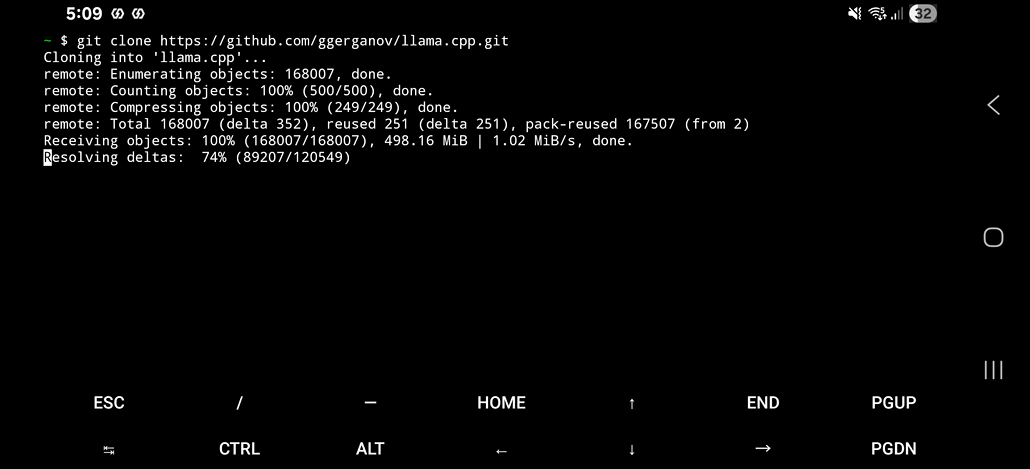 5:09
32
~ $ git clone https://github.com/ggerganov/llama.cpp.git
Cloning into 'llama.cpp'...
remote: Enumerating objects: 168007, done.
remote: Counting objects: 100% (500/500), done.
remote: Compressing objects: 100% (249/249), done.
remote: Total 168007 (delta 352), reused 251 (delta 251), pack-reused 167507 (from 2)
Receiving objects: 100% (168007/168007), 498.16 MiB | 1.02 MiB/s, done.
Resolving deltas:  74% (89207/120549)
ESC / — HOME ↑ END PGUP
↹ CTRL ALT ← ↓ → PGDN